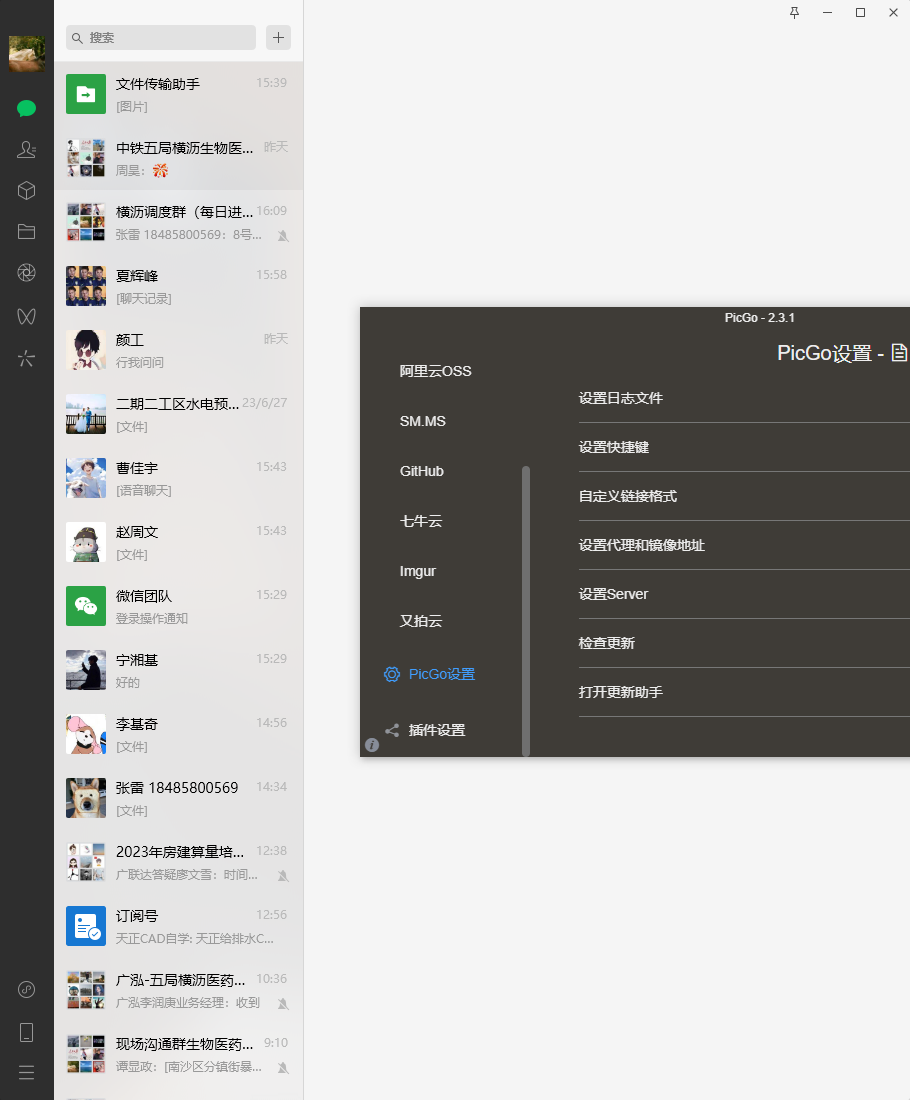 搜索
文件传输助手 15:39
[图片]
中铁五局横沥生物医... 昨天
周昊：
横沥调度群（每日进... 16:09
张雷 18485800569：8号...
夏辉峰 15:58
[聊天记录]
颜工 昨天
行我问问
二期二工区水电预... 23/6/27
[文件]
曹佳宇 15:43
[语音聊天]
赵周文 15:43
[文件]
微信团队 15:29
登录操作通知
宁湘基 15:29
好的
李基奇 14:56
[文件]
张雷 18485800569 14:34
[文件]
2023年房建算量培... 12:38
广联达答疑廖文雪：时间...
订阅号 12:56
天正CAD自学: 天正给排水C...
广泓-五局横沥医药... 10:36
广泓李润庚业务经理：收到
现场沟通群生物医药... 9:10
谭显政：[南沙区分镇街暴...
PicGo - 2.3.1
阿里云OSS
SM.MS
GitHub
七牛云
Imgur
又拍云
PicGo设置
插件设置
PicGo设置 -
设置日志文件
设置快捷键
自定义链接格式
设置代理和镜像地址
设置Server
检查更新
打开更新助手